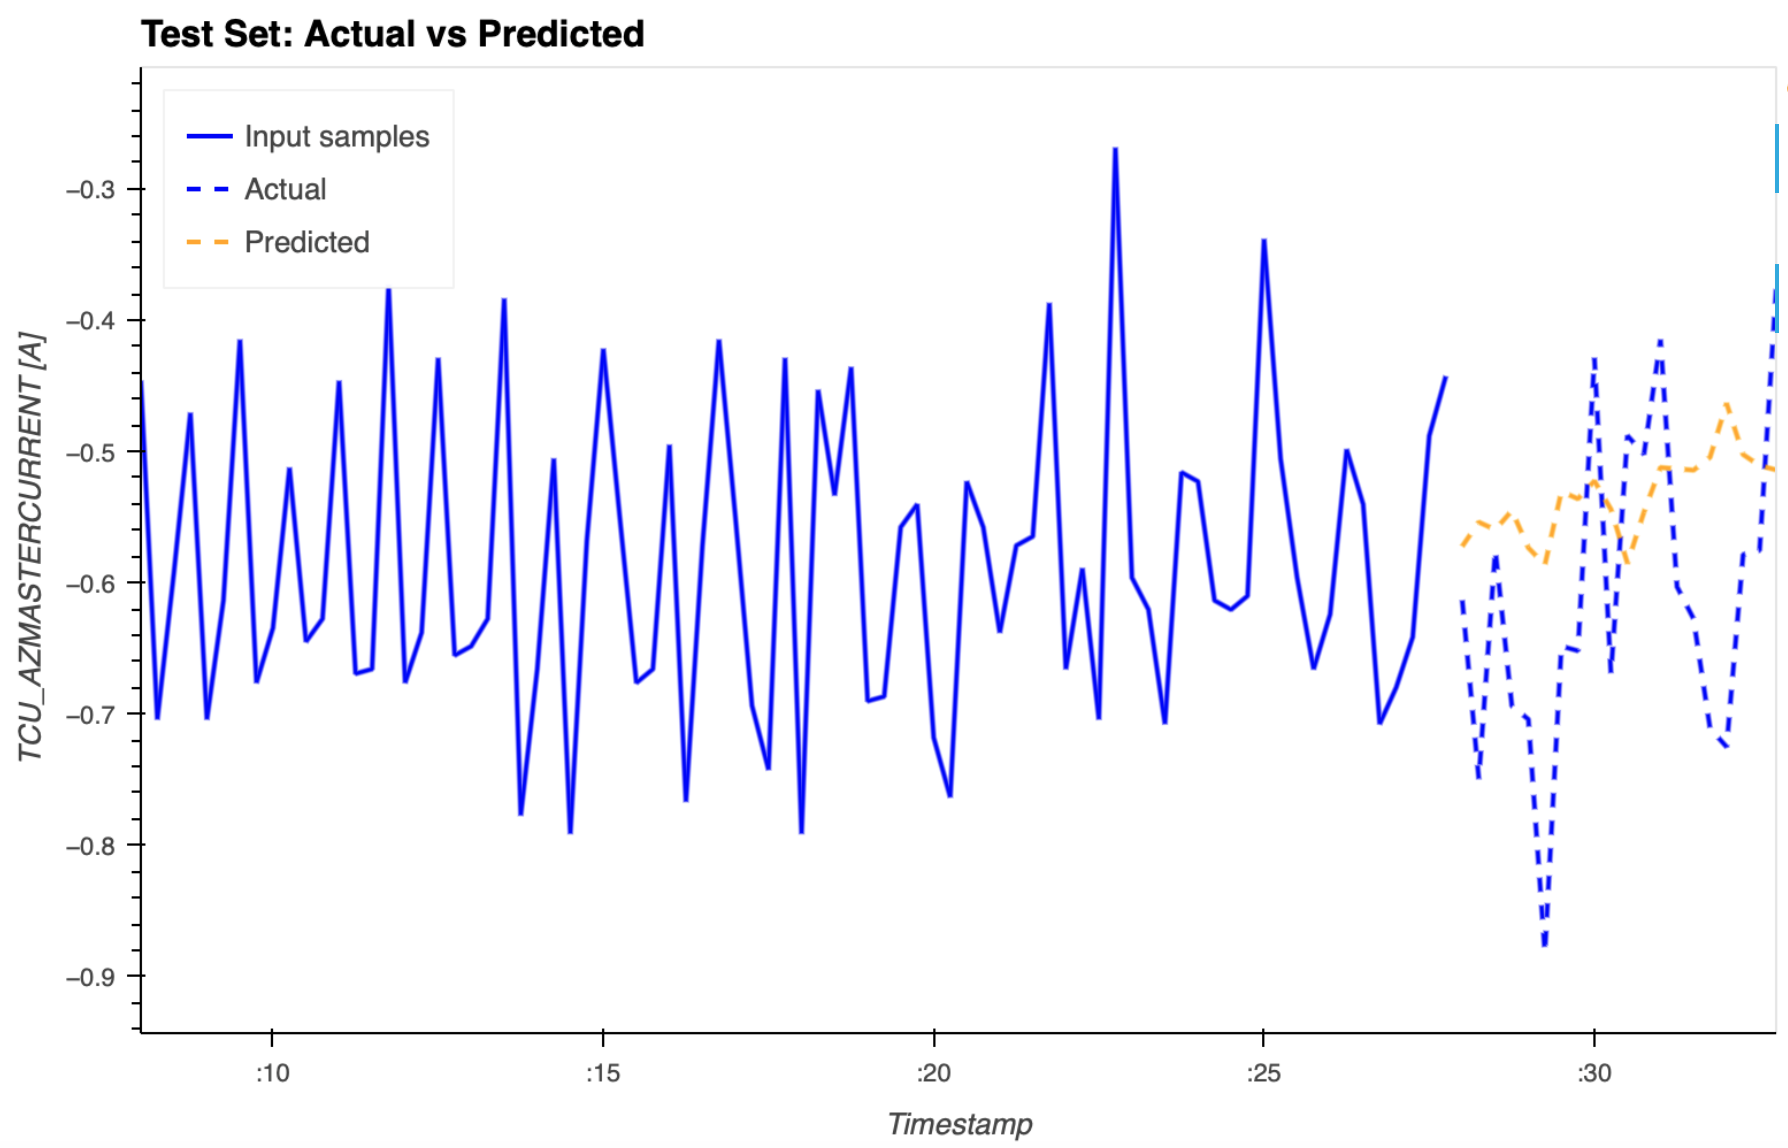 Test Set: Actual vs Predicted
Input samples
Actual
Predicted
−0.3
−0.4
−0.5
−0.6
−0.7
−0.8
−0.9
TCU_AZMASTERCURRENT [A]
:10 :15 :20 :25 :30
Timestamp